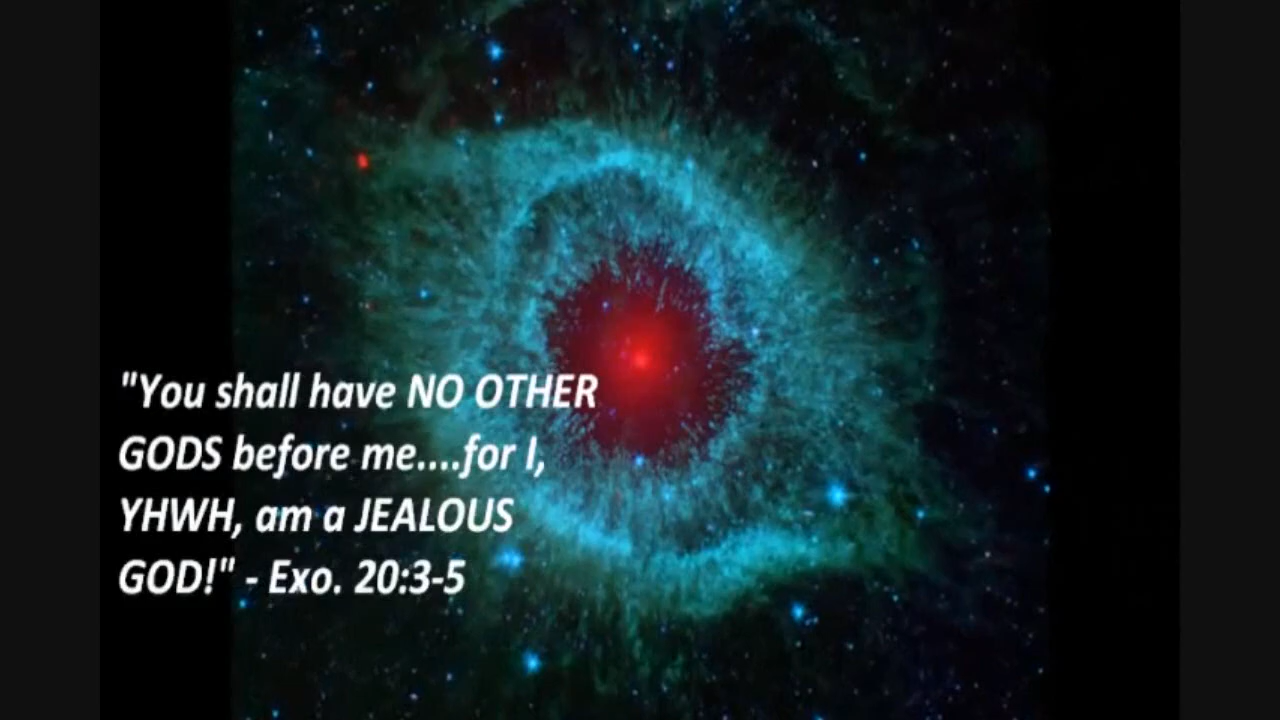 "You shall have NO OTHER
GODS before me....for I,
YHWH, am a JEALOUS
GOD!" - Exo. 20:3-5